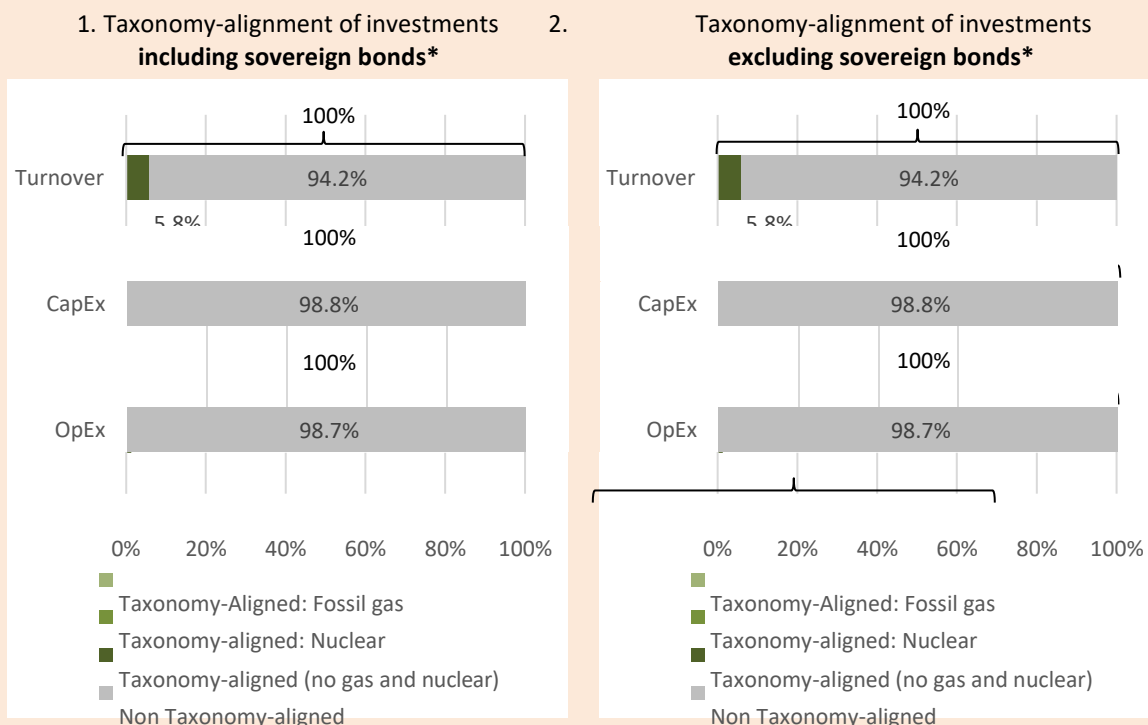 1. Taxonomy-alignment of investments
including sovereign bonds*
2. Taxonomy-alignment of investments
excluding sovereign bonds*
100%
Turnover
94.2%
5.8%
100%
CapEx
98.8%
100%
OpEx
98.7%
0% 20% 40% 60% 80% 100%
Taxonomy-Aligned: Fossil gas
Taxonomy-aligned: Nuclear
Taxonomy-aligned (no gas and nuclear)
Non Taxonomy-aligned
100%
Turnover
94.2%
5.8%
100%
CapEx
98.8%
100%
OpEx
98.7%
0% 20% 40% 60% 80% 100%
Taxonomy-Aligned: Fossil gas
Taxonomy-aligned: Nuclear
Taxonomy-aligned (no gas and nuclear)
Non Taxonomy-aligned